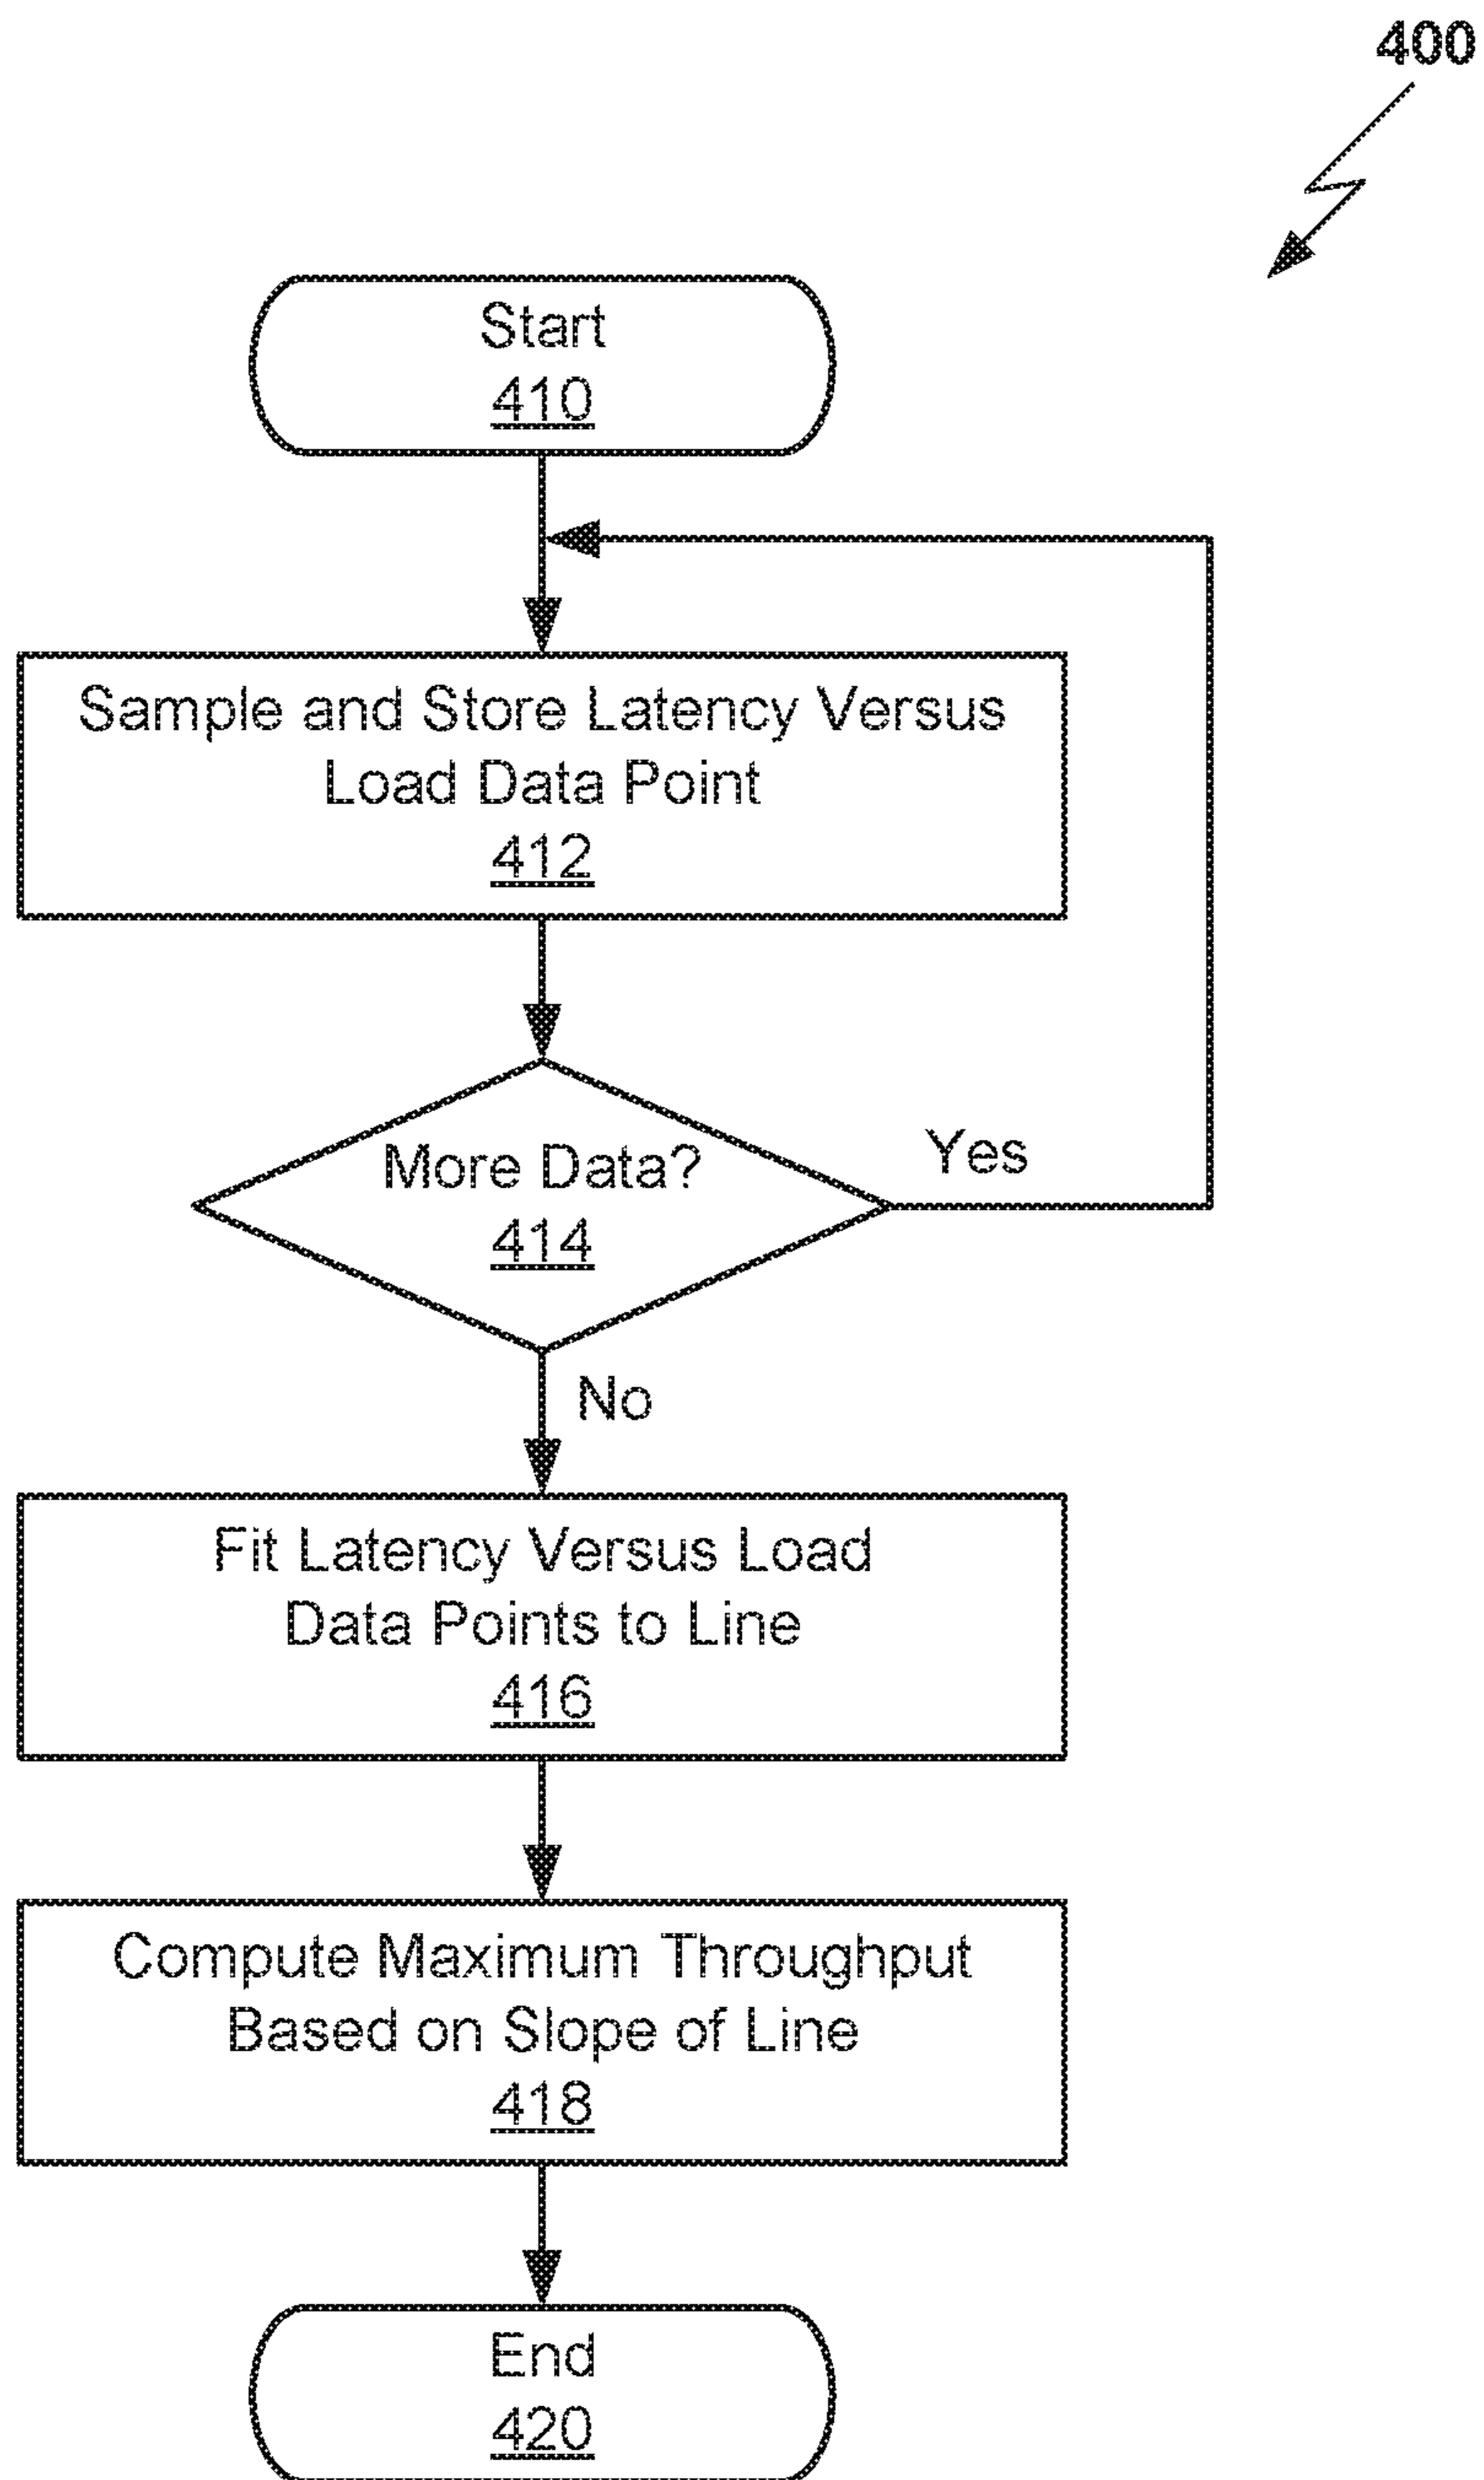 400
Start
410
Sample and Store Latency Versus
Load Data Point
412
More Data?
414
Yes
No
Fit Latency Versus Load
Data Points to Line
416
Compute Maximum Throughput
Based on Slope of Line
418
End
420